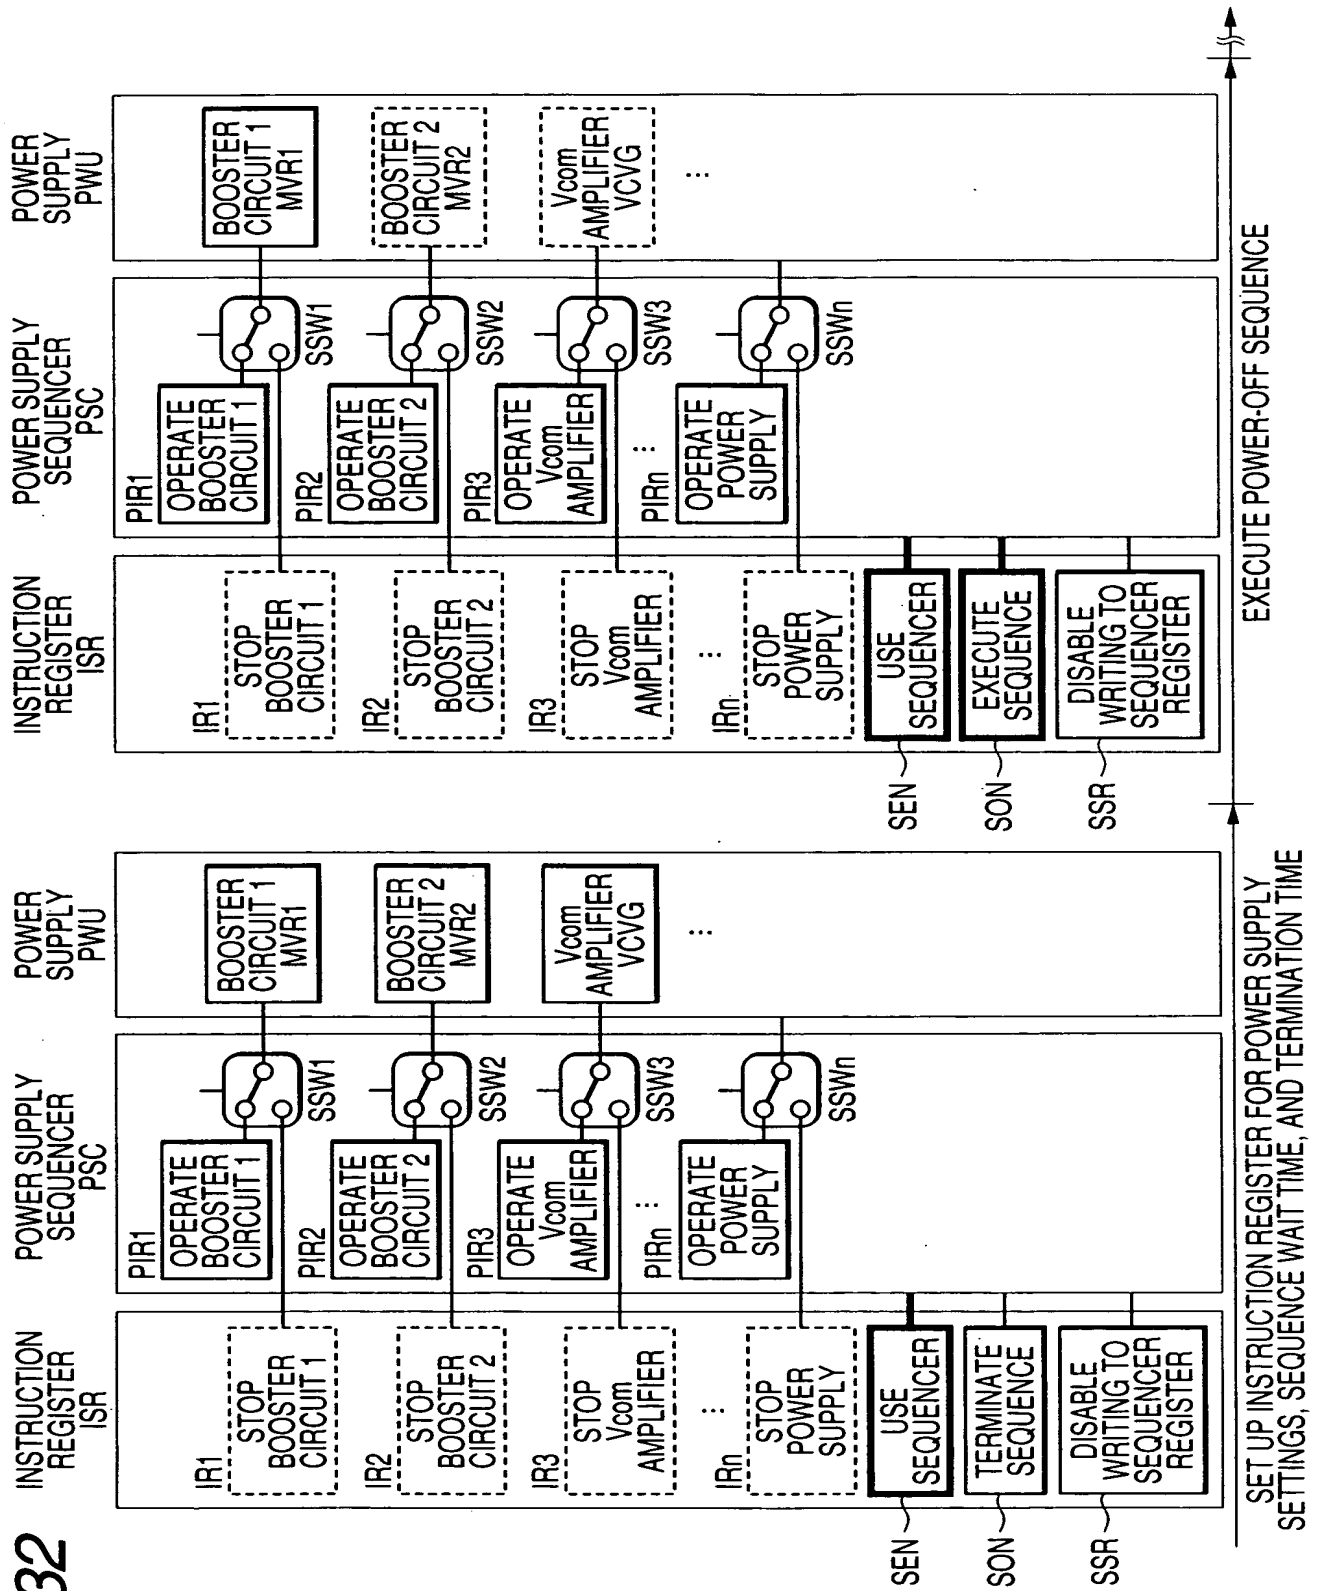 32
INSTRUCTION
REGISTER
ISR
POWER SUPPLY
SEQUENCER
PSC
POWER
SUPPLY
PWU
IR1
STOP
BOOSTER
CIRCUIT 1
PIR1
OPERATE
BOOSTER
CIRCUIT 1
SSW1
BOOSTER
CIRCUIT 1
MVR1
IR2
STOP
BOOSTER
CIRCUIT 2
PIR2
OPERATE
BOOSTER
CIRCUIT 2
SSW2
BOOSTER
CIRCUIT 2
MVR2
IR3
STOP
Vcom
AMPLIFIER
PIR3
OPERATE
Vcom
AMPLIFIER
SSW3
Vcom
AMPLIFIER
VCVG
...
...
...
IRn
STOP
POWER
SUPPLY
PIRn
OPERATE
POWER
SUPPLY
SSWn
SEN
USE
SEQUENCER
SON
TERMINATE
SEQUENCE
SSR
DISABLE
WRITING TO
SEQUENCER
REGISTER
SET UP INSTRUCTION REGISTER FOR POWER SUPPLY
SETTINGS, SEQUENCE WAIT TIME, AND TERMINATION TIME
INSTRUCTION
REGISTER
ISR
POWER SUPPLY
SEQUENCER
PSC
POWER
SUPPLY
PWU
IR1
STOP
BOOSTER
CIRCUIT 1
PIR1
OPERATE
BOOSTER
CIRCUIT 1
SSW1
BOOSTER
CIRCUIT 1
MVR1
IR2
STOP
BOOSTER
CIRCUIT 2
PIR2
OPERATE
BOOSTER
CIRCUIT 2
SSW2
BOOSTER
CIRCUIT 2
MVR2
IR3
STOP
Vcom
AMPLIFIER
PIR3
OPERATE
Vcom
AMPLIFIER
SSW3
Vcom
AMPLIFIER
VCVG
...
...
...
IRn
STOP
POWER
SUPPLY
PIRn
OPERATE
POWER
SUPPLY
SSWn
SEN
USE
SEQUENCER
SON
EXECUTE
SEQUENCE
SSR
DISABLE
WRITING TO
SEQUENCER
REGISTER
EXECUTE POWER-OFF SEQUENCE